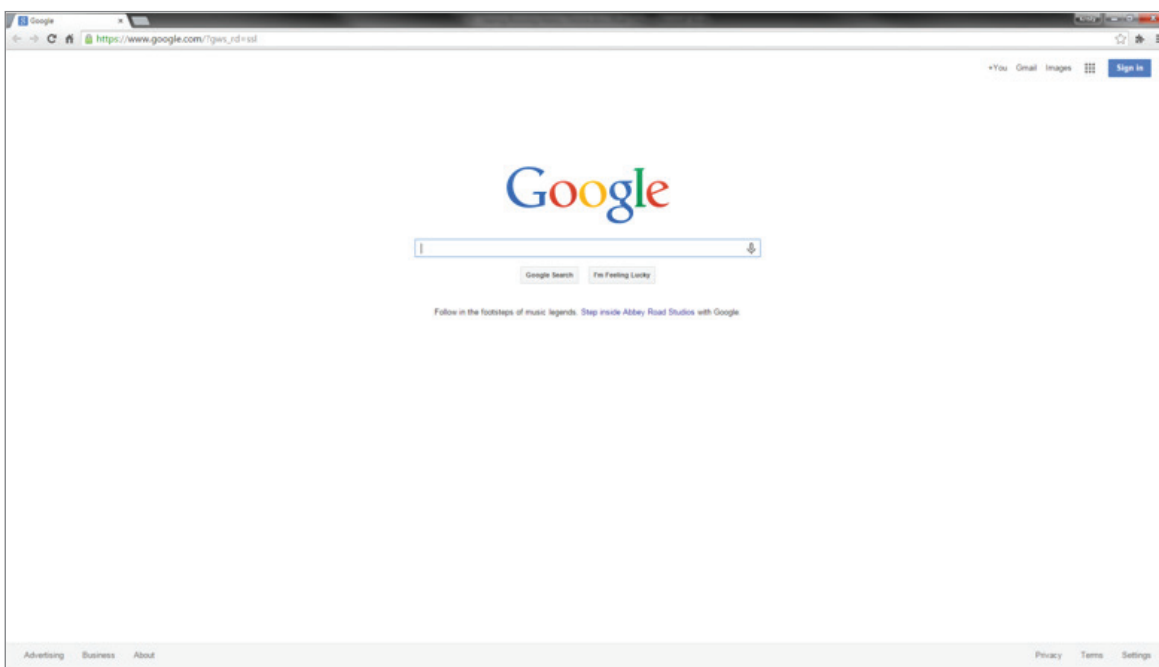 Google
https://www.google.com/?gws_rd=ssl
+You Gmail Images Sign in
Google
Google Search I'm Feeling Lucky
Follow in the footsteps of music legends. Step inside Abbey Road Studios with Google
Advertising Business About Privacy Terms Settings